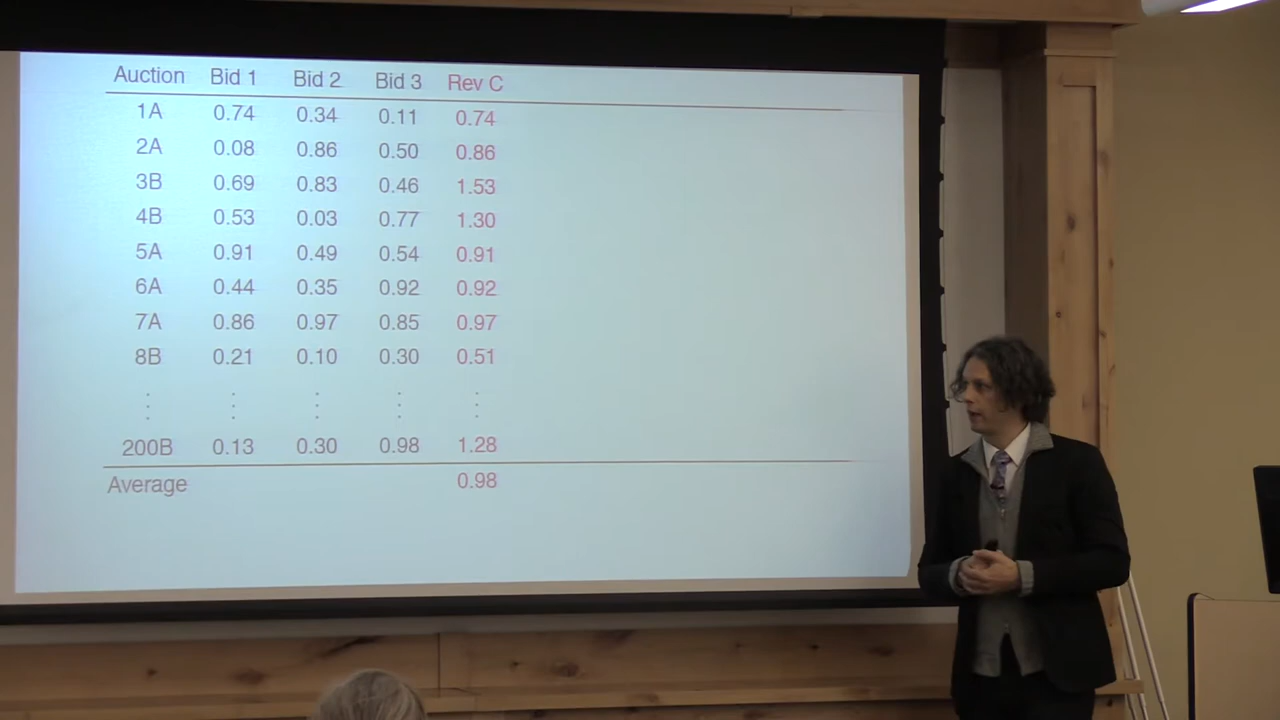 Auction Bid 1 Bid 2 Bid 3 Rev C
1A 0.74 0.34 0.11 0.74
2A 0.08 0.86 0.50 0.86
3B 0.69 0.83 0.46 1.53
4B 0.53 0.03 0.77 1.30
5A 0.91 0.49 0.54 0.91
6A 0.44 0.35 0.92 0.92
7A 0.86 0.97 0.85 0.97
8B 0.21 0.10 0.30 0.51
⋮ ⋮ ⋮ ⋮ ⋮
200B 0.13 0.30 0.98 1.28
Average 0.98